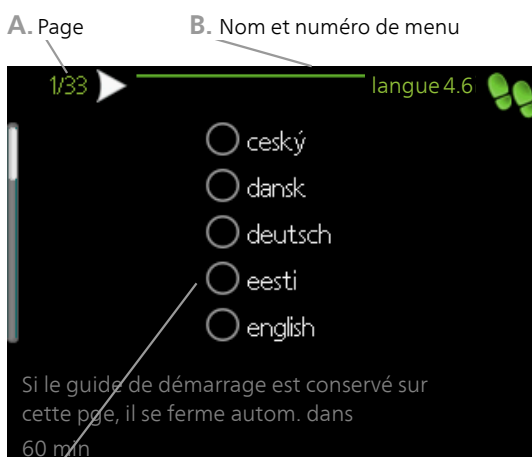 A. Page
B. Nom et numéro de menu
1/33
langue 4.6
ceský
dansk
deutsch
eesti
english
Si le guide de démarrage est conservé sur
cette pge, il se ferme autom. dans
60 min